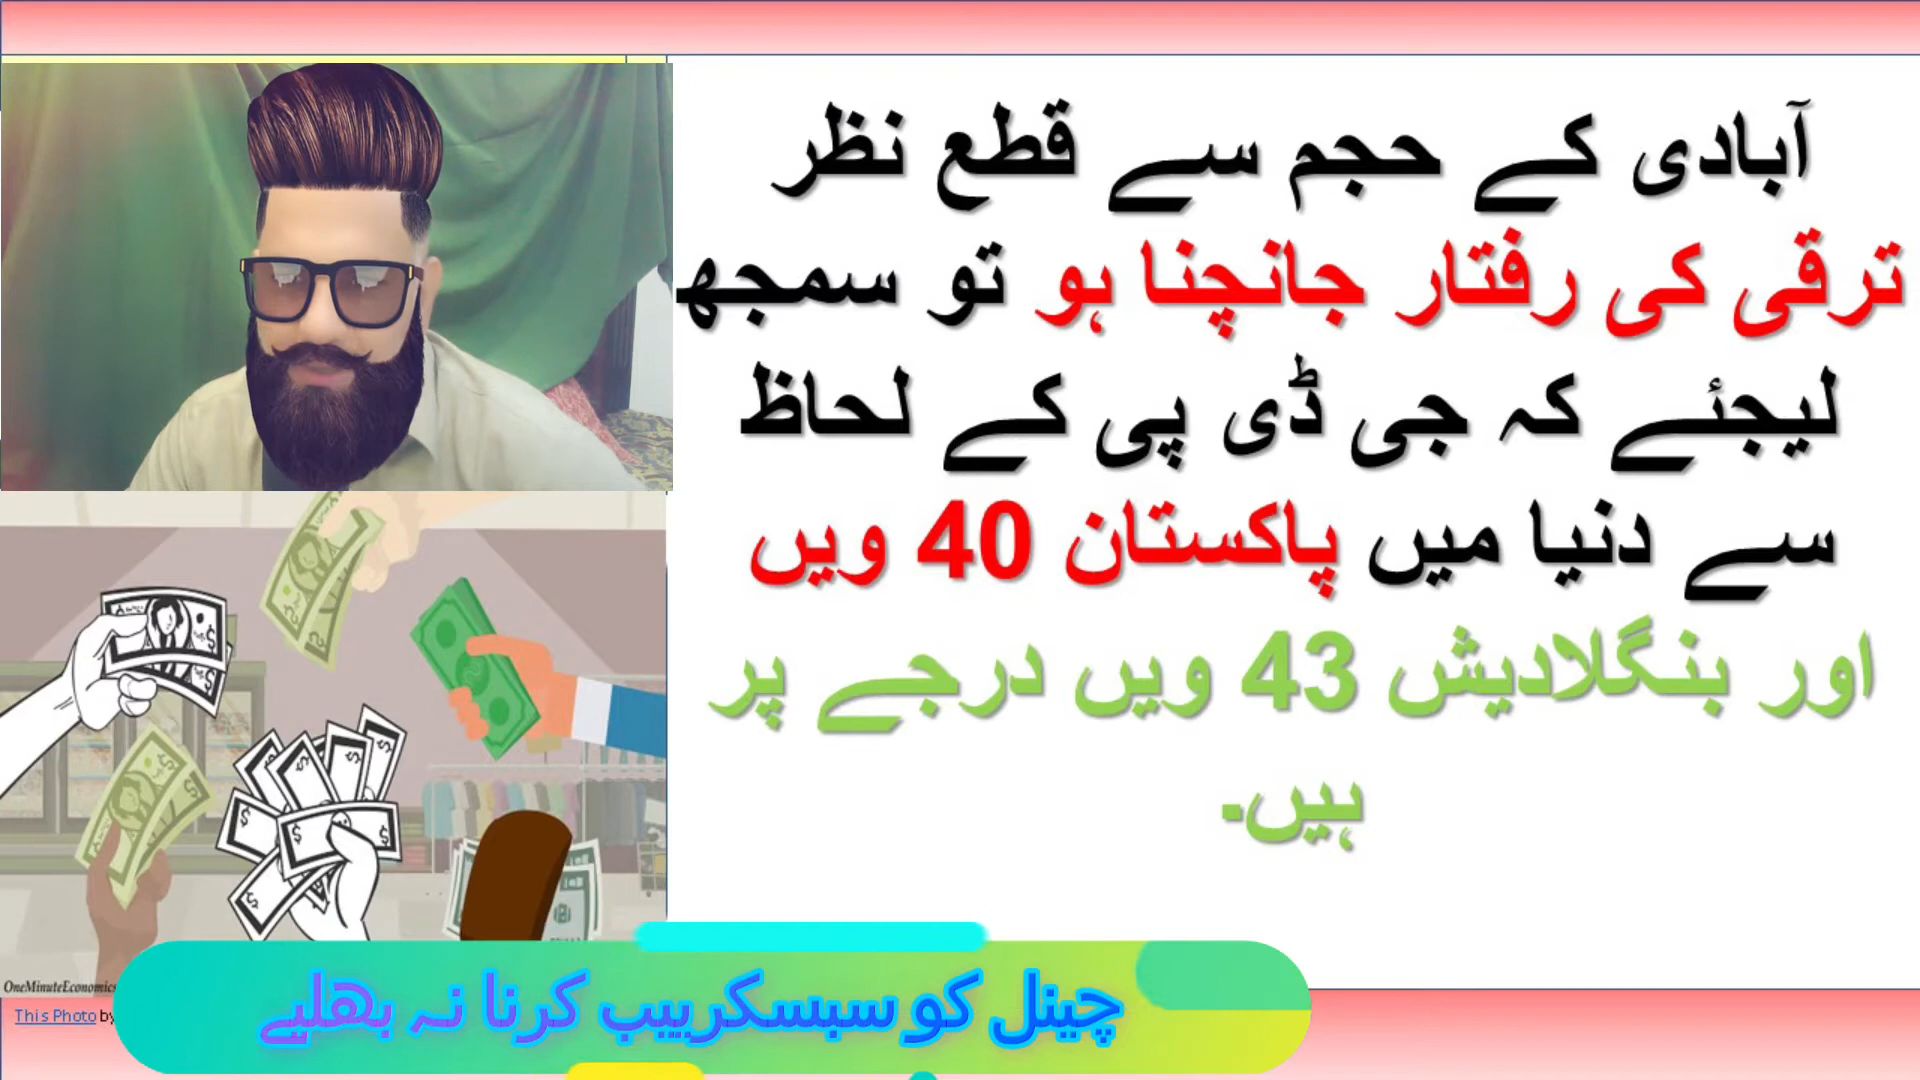 آبادی کے حجم سے قطع نظر
ترقی کی رفتار جانچنا ہو تو سمجھ
لیجئے کہ جی ڈی پی کے لحاظ
سے دنیا میں پاکستان 40 ویں
اور بنگلادیش 43 ویں درجے پر
ہیں۔
OneMinuteEconomics
This Photo by
چینل کو سبسکرییب کرنا نہ بھلیے